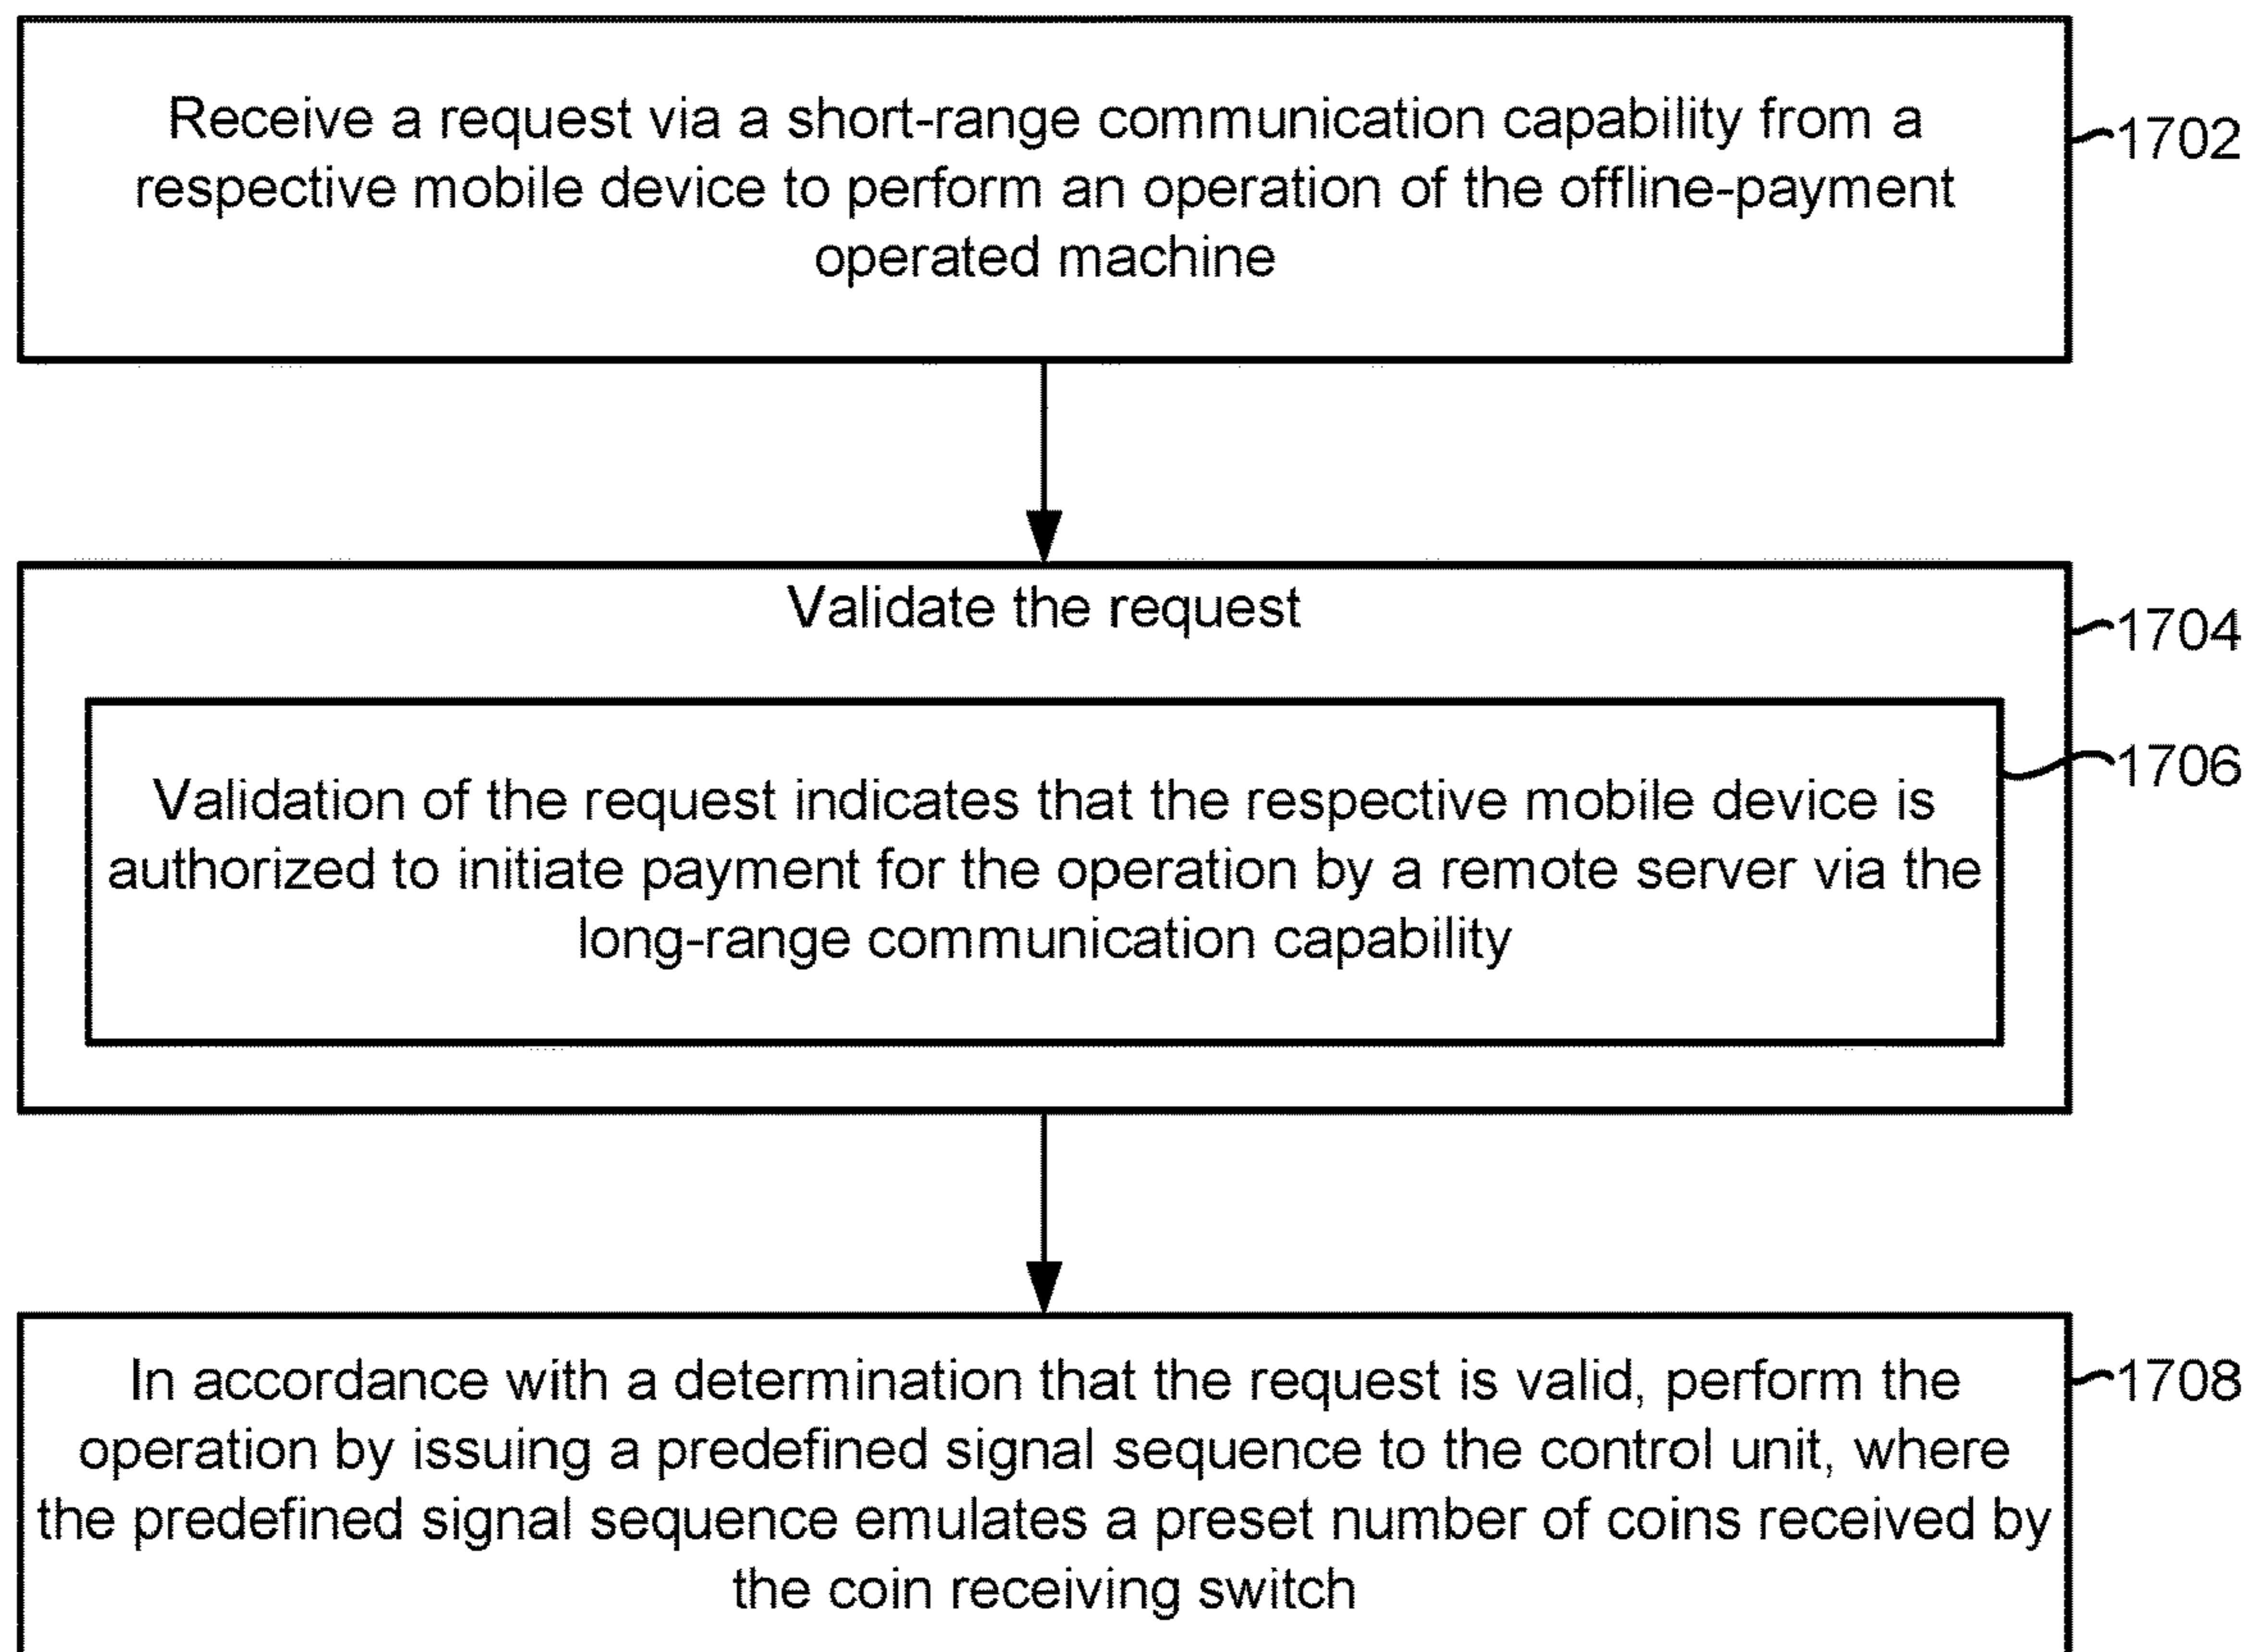 Receive a request via a short-range communication capability from a
respective mobile device to perform an operation of the offline-payment
operated machine
1702
Validate the request
1704
Validation of the request indicates that the respective mobile device is
authorized to initiate payment for the operation by a remote server via the
long-range communication capability
1706
In accordance with a determination that the request is valid, perform the
operation by issuing a predefined signal sequence to the control unit, where
the predefined signal sequence emulates a preset number of coins received by
the coin receiving switch
1708